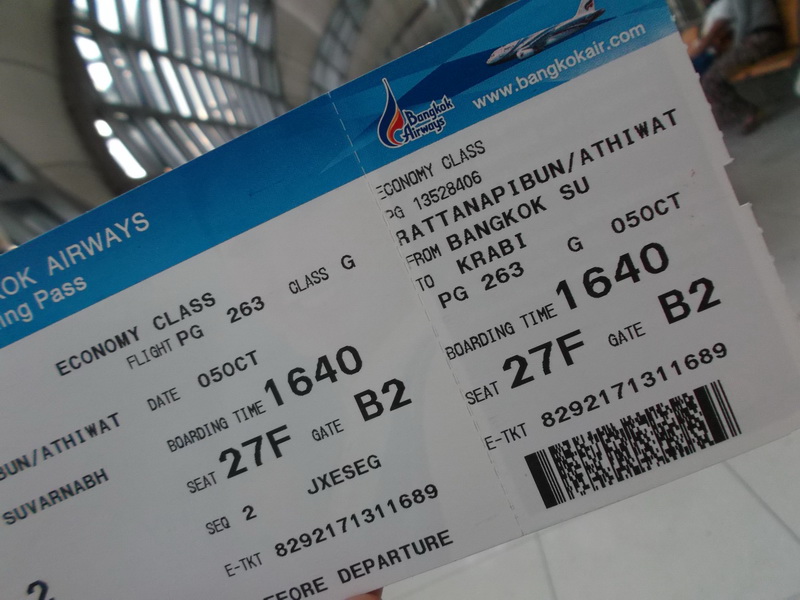 OK AIRWAYS
ing Pass
ECONOMY CLASS
FLIGHT PG 263 CLASS G
DATE 05OCT
BUN/ATHIWAT
BOARDING TIME 1640
SUVARNABH
SEAT 27F GATE B2
SEQ 2 JXESEG
E-TKT 8292171311689
2
EFORE DEPARTURE
Bangkok
Airways
www.bangkokair.com
ECONOMY CLASS
PG 13528406
RATTANAPIBUN/ATHIWAT
FROM BANGKOK SU
TO KRABI
PG 263 G 05OCT
BOARDING TIME 1640
SEAT 27F GATE B2
E-TKT 8292171311689